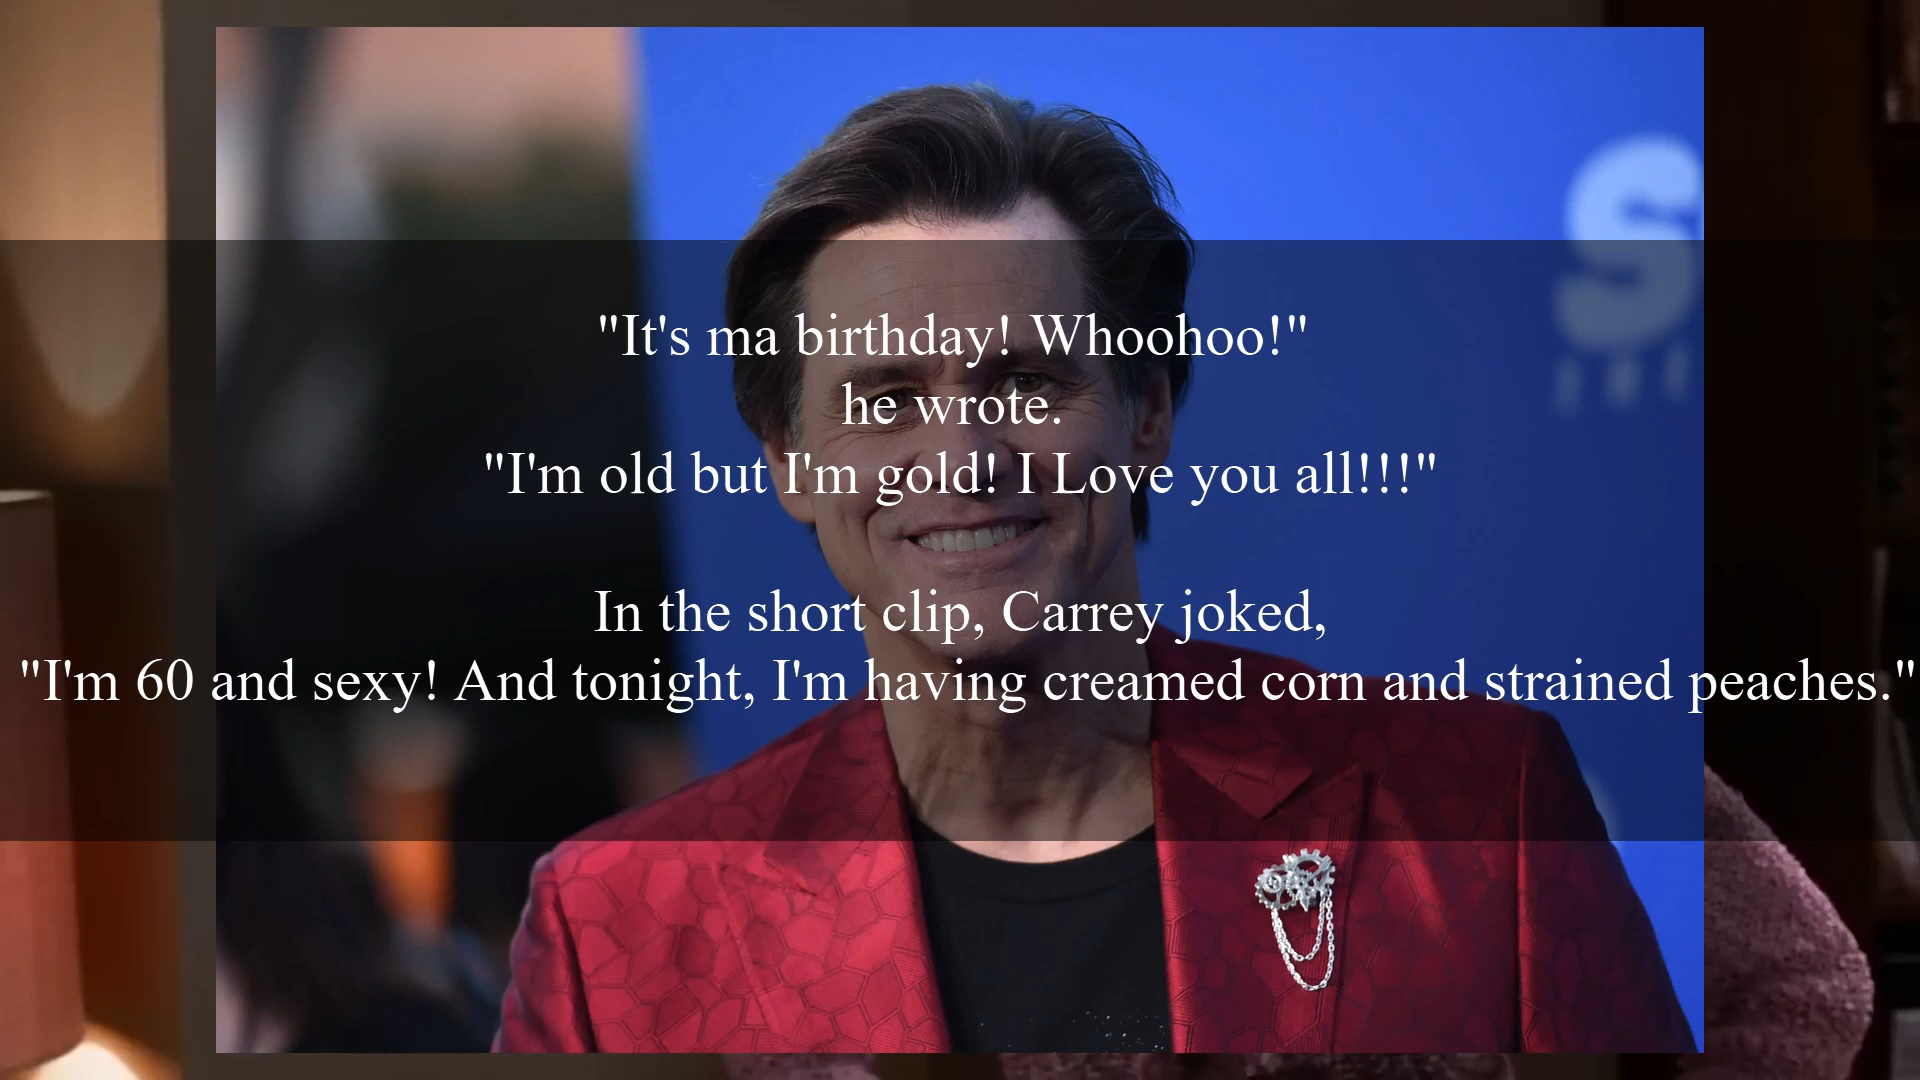 S
"It's ma birthday! Whoohoo!"
he wrote.
"I'm old but I'm gold! I Love you all!!!"
In the short clip, Carrey joked,
"I'm 60 and sexy! And tonight, I'm having creamed corn and strained peaches."